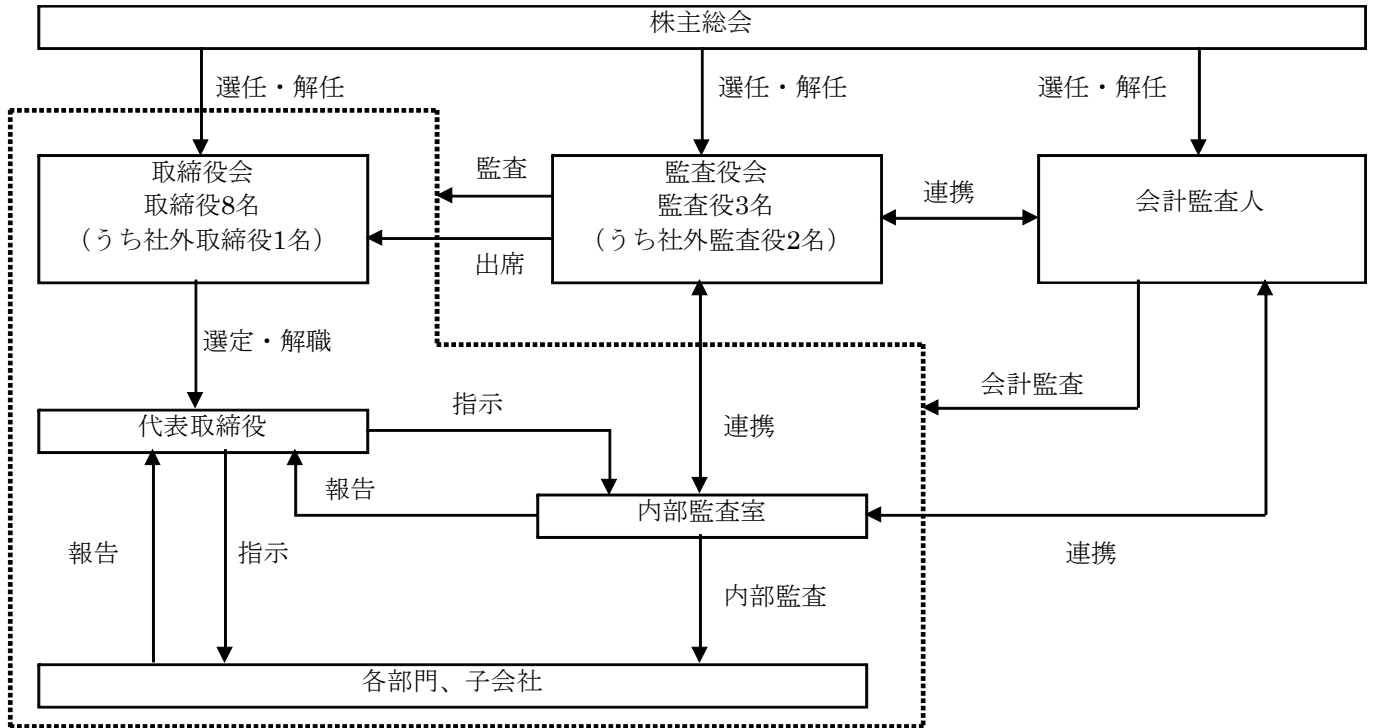 株主総会
選任・解任
選任・解任
選任・解任
取締役会
取締役8名
（うち社外取締役1名）
監査
出席
監査役会
監査役3名
（うち社外監査役2名）
連携
会計監査人
選定・解職
会計監査
代表取締役
指示
連携
報告
内部監査室
報告
指示
連携
内部監査
各部門、子会社